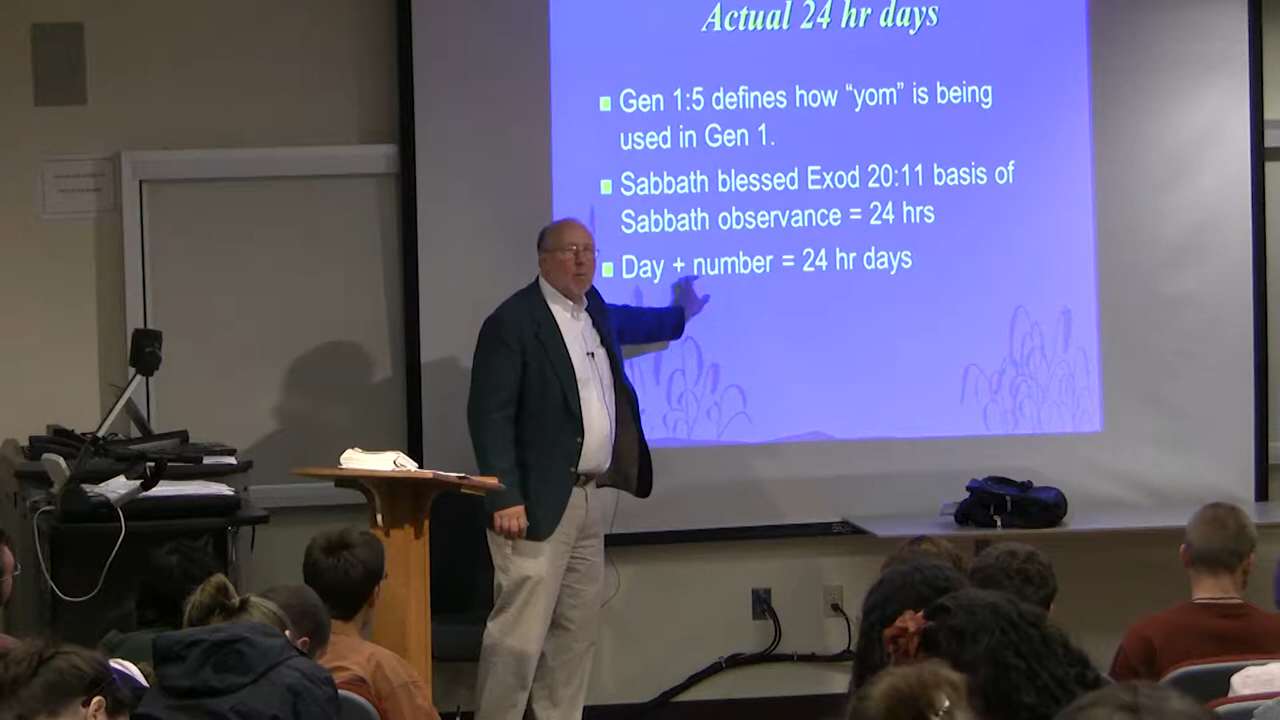 Actual 24 hr days
Gen 1:5 defines how “yom” is being
used in Gen 1.
Sabbath blessed Exod 20:11 basis of
Sabbath observance = 24 hrs
Day + number = 24 hr days